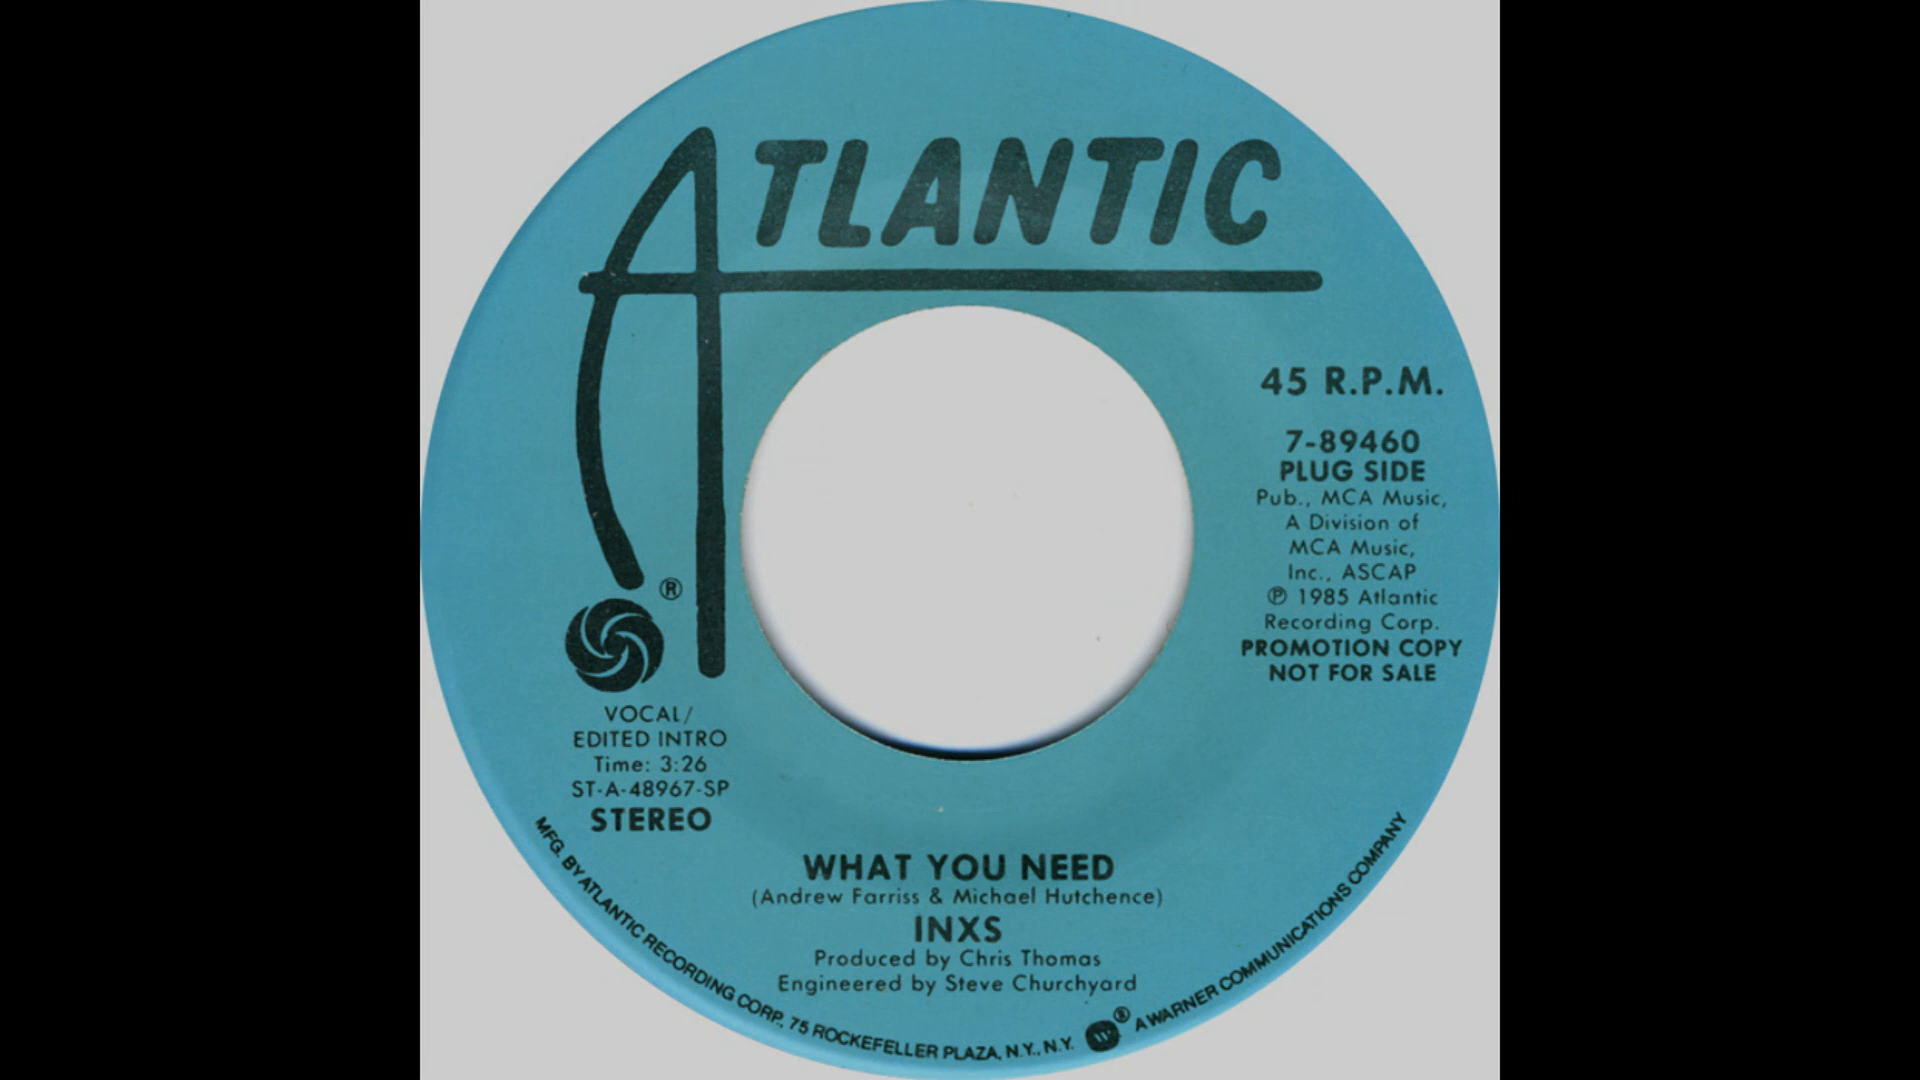 ATLANTIC
®
45 R.P.M.
7-89460
PLUG SIDE
Pub., MCA Music,
A Division of
MCA Music,
Inc., ASCAP
℗ 1985 Atlantic
Recording Corp.
PROMOTION COPY
NOT FOR SALE
VOCAL/
EDITED INTRO
Time: 3:26
ST-A-48967-SP
STEREO
WHAT YOU NEED
(Andrew Farriss & Michael Hutchence)
INXS
Produced by Chris Thomas
Engineered by Steve Churchyard
MFG. BY ATLANTIC RECORDING CORP., 75 ROCKEFELLER PLAZA, N.Y., N.Y. W ® A WARNER COMMUNICATIONS COMPANY